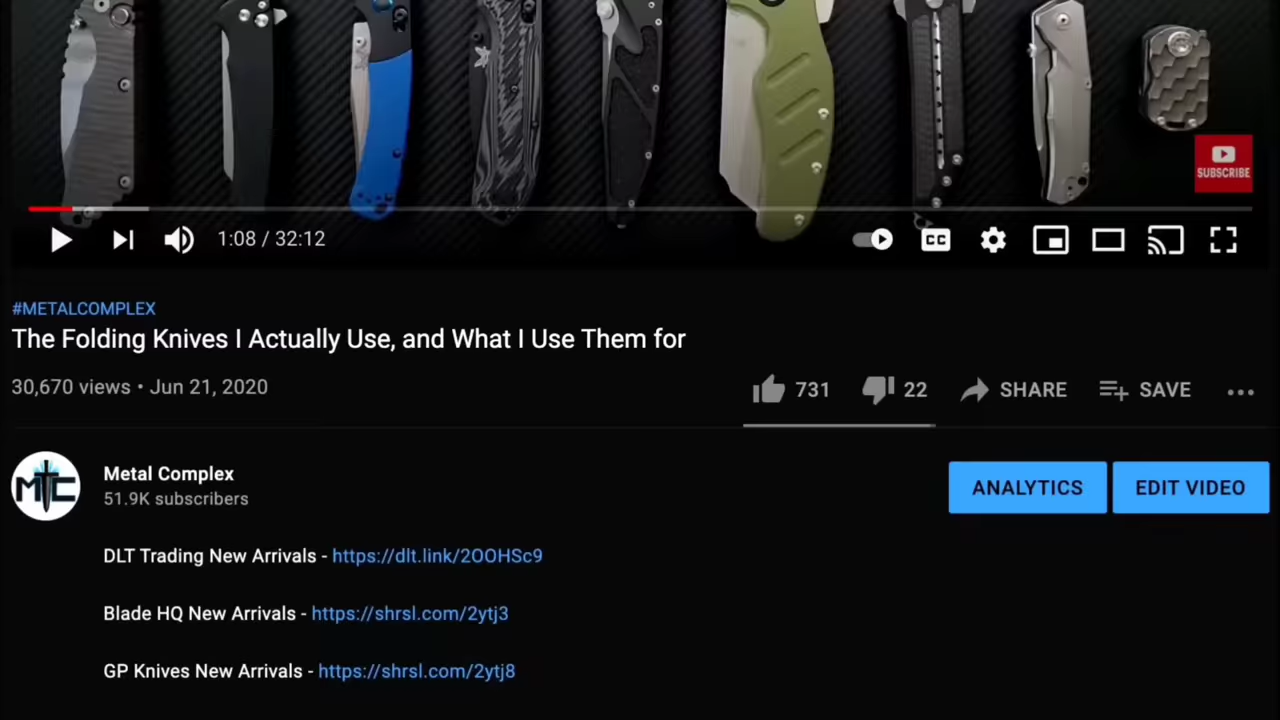 SUBSCRIBE
1:08 / 32:12
CC
#METALCOMPLEX
The Folding Knives I Actually Use, and What I Use Them for
30,670 views • Jun 21, 2020
731 22 SHARE SAVE
MTC
Metal Complex
51.9K subscribers
ANALYTICS EDIT VIDEO
DLT Trading New Arrivals - https://dlt.link/2OOHSc9
Blade HQ New Arrivals - https://shrsl.com/2ytj3
GP Knives New Arrivals - https://shrsl.com/2ytj8